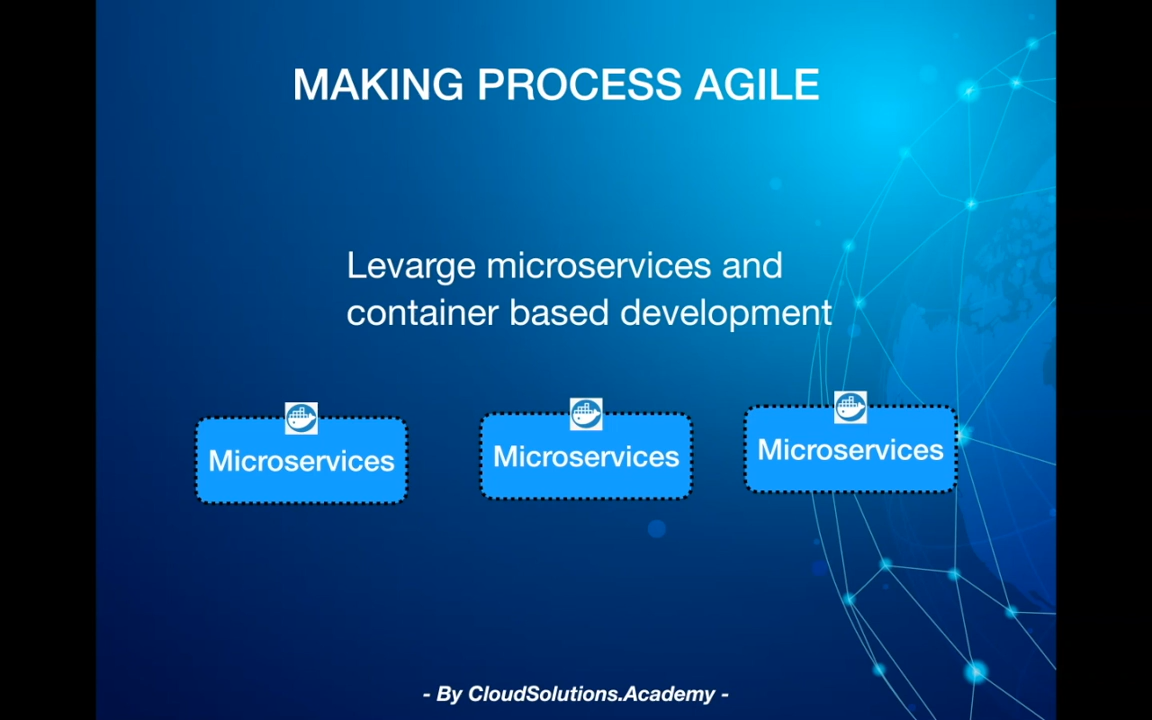 MAKING PROCESS AGILE
Levarge microservices and
container based development
Microservices
Microservices
Microservices
- By CloudSolutions.Academy -